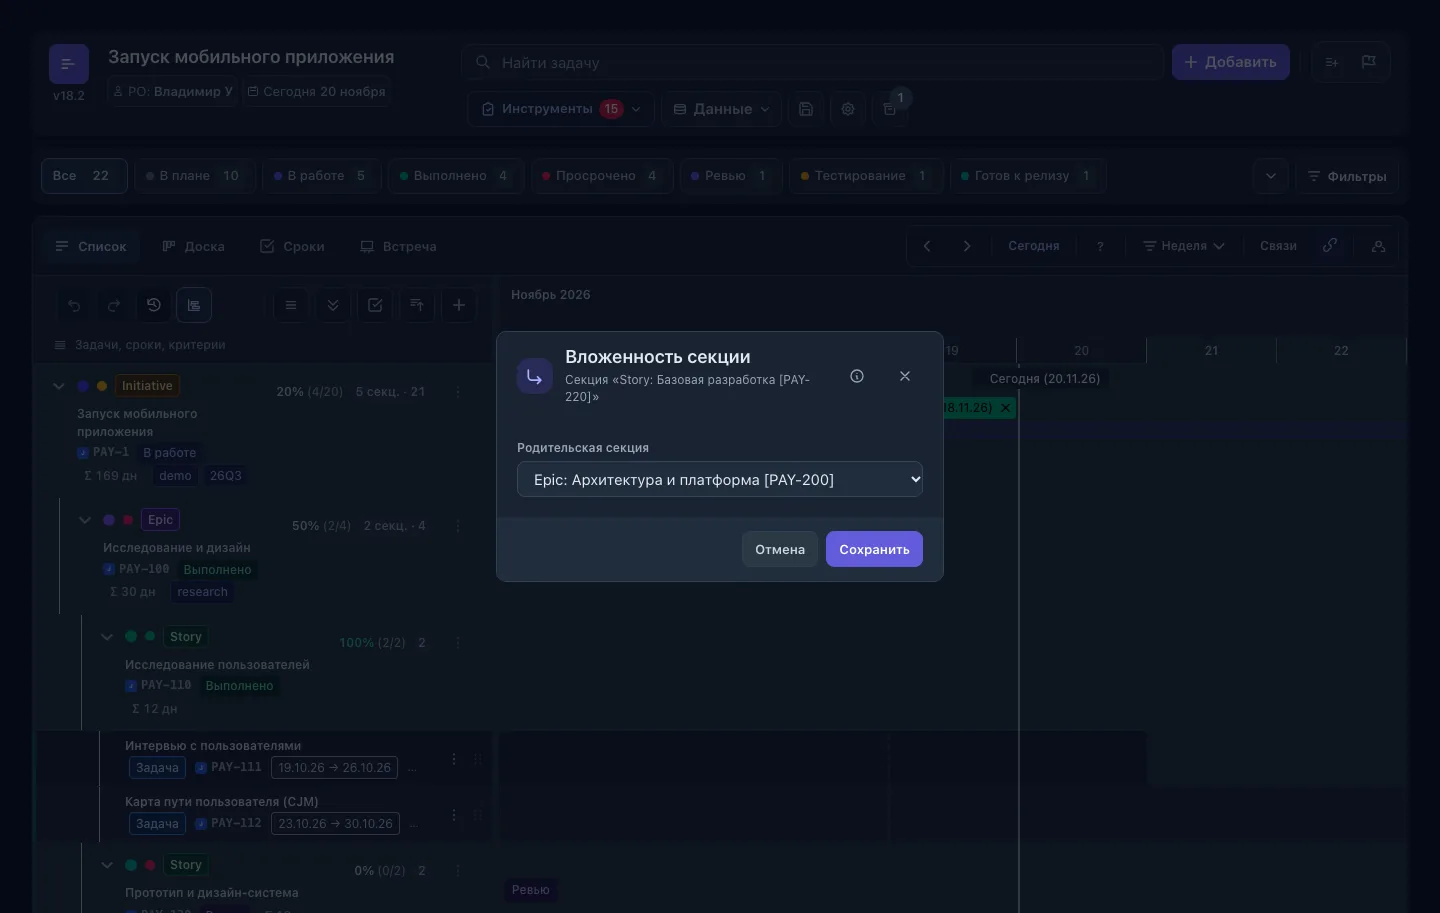 Запуск мобильного приложения
v18.2
PO: Владимир У
Сегодня 20 ноября
Найти задачу
Добавить
Инструменты 15
Данные
1
Все 22
В плане 10
В работе 5
Выполнено 4
Просрочено 4
Ревью 1
Тестирование 1
Готов к релизу 1
Фильтры
Список
Доска
Сроки
Встреча
Сегодня
?
Неделя
Связи
Ноябрь 2026
Задачи, сроки, критерии
19
20
21
22
Сегодня (20.11.26)
18.11.26)
Initiative
20% (4/20) 5 секц. · 21
Запуск мобильного
приложения
PAY-1 В работе
Σ 169 дн demo 26Q3
Epic
50% (2/4) 2 секц. · 4
Исследование и дизайн
PAY-100 Выполнено
Σ 30 дн research
Story
100% (2/2) 2
Исследование пользователей
PAY-110 Выполнено
Σ 12 дн
Интервью с пользователями
Задача PAY-111 19.10.26 → 26.10.26 ...
Карта пути пользователя (CJM)
Задача PAY-112 23.10.26 → 30.10.26 ...
Story
0% (0/2) 2
Прототип и дизайн-система
Ревью
Вложенность секции
Секция «Story: Базовая разработка [PAY-
220]»
Родительская секция
Epic: Архитектура и платформа [PAY-200]
Отмена
Сохранить